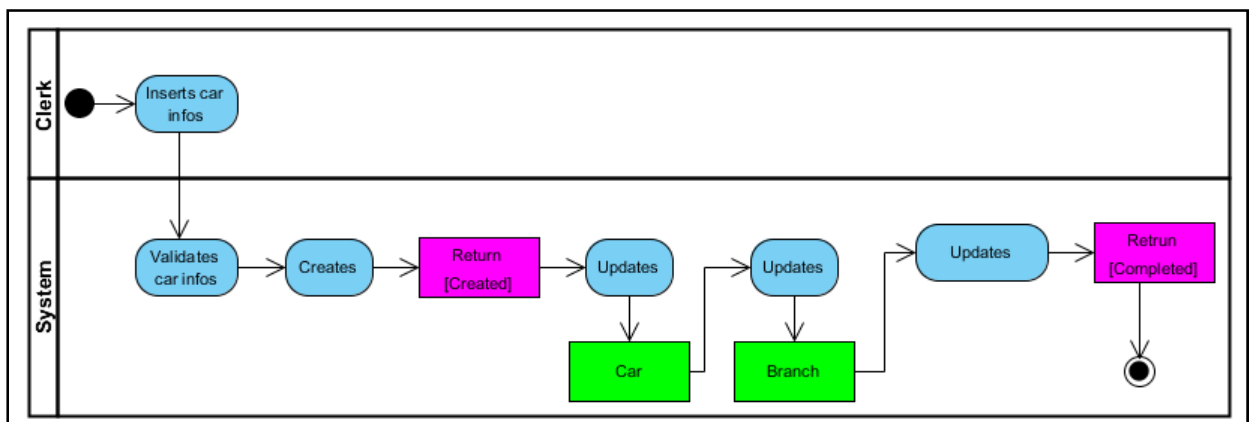 Clerk
Inserts car
infos
System
Validates
car infos
Creates
Return
[Created]
Updates
Car
Updates
Branch
Updates
Retrun
[Completed]